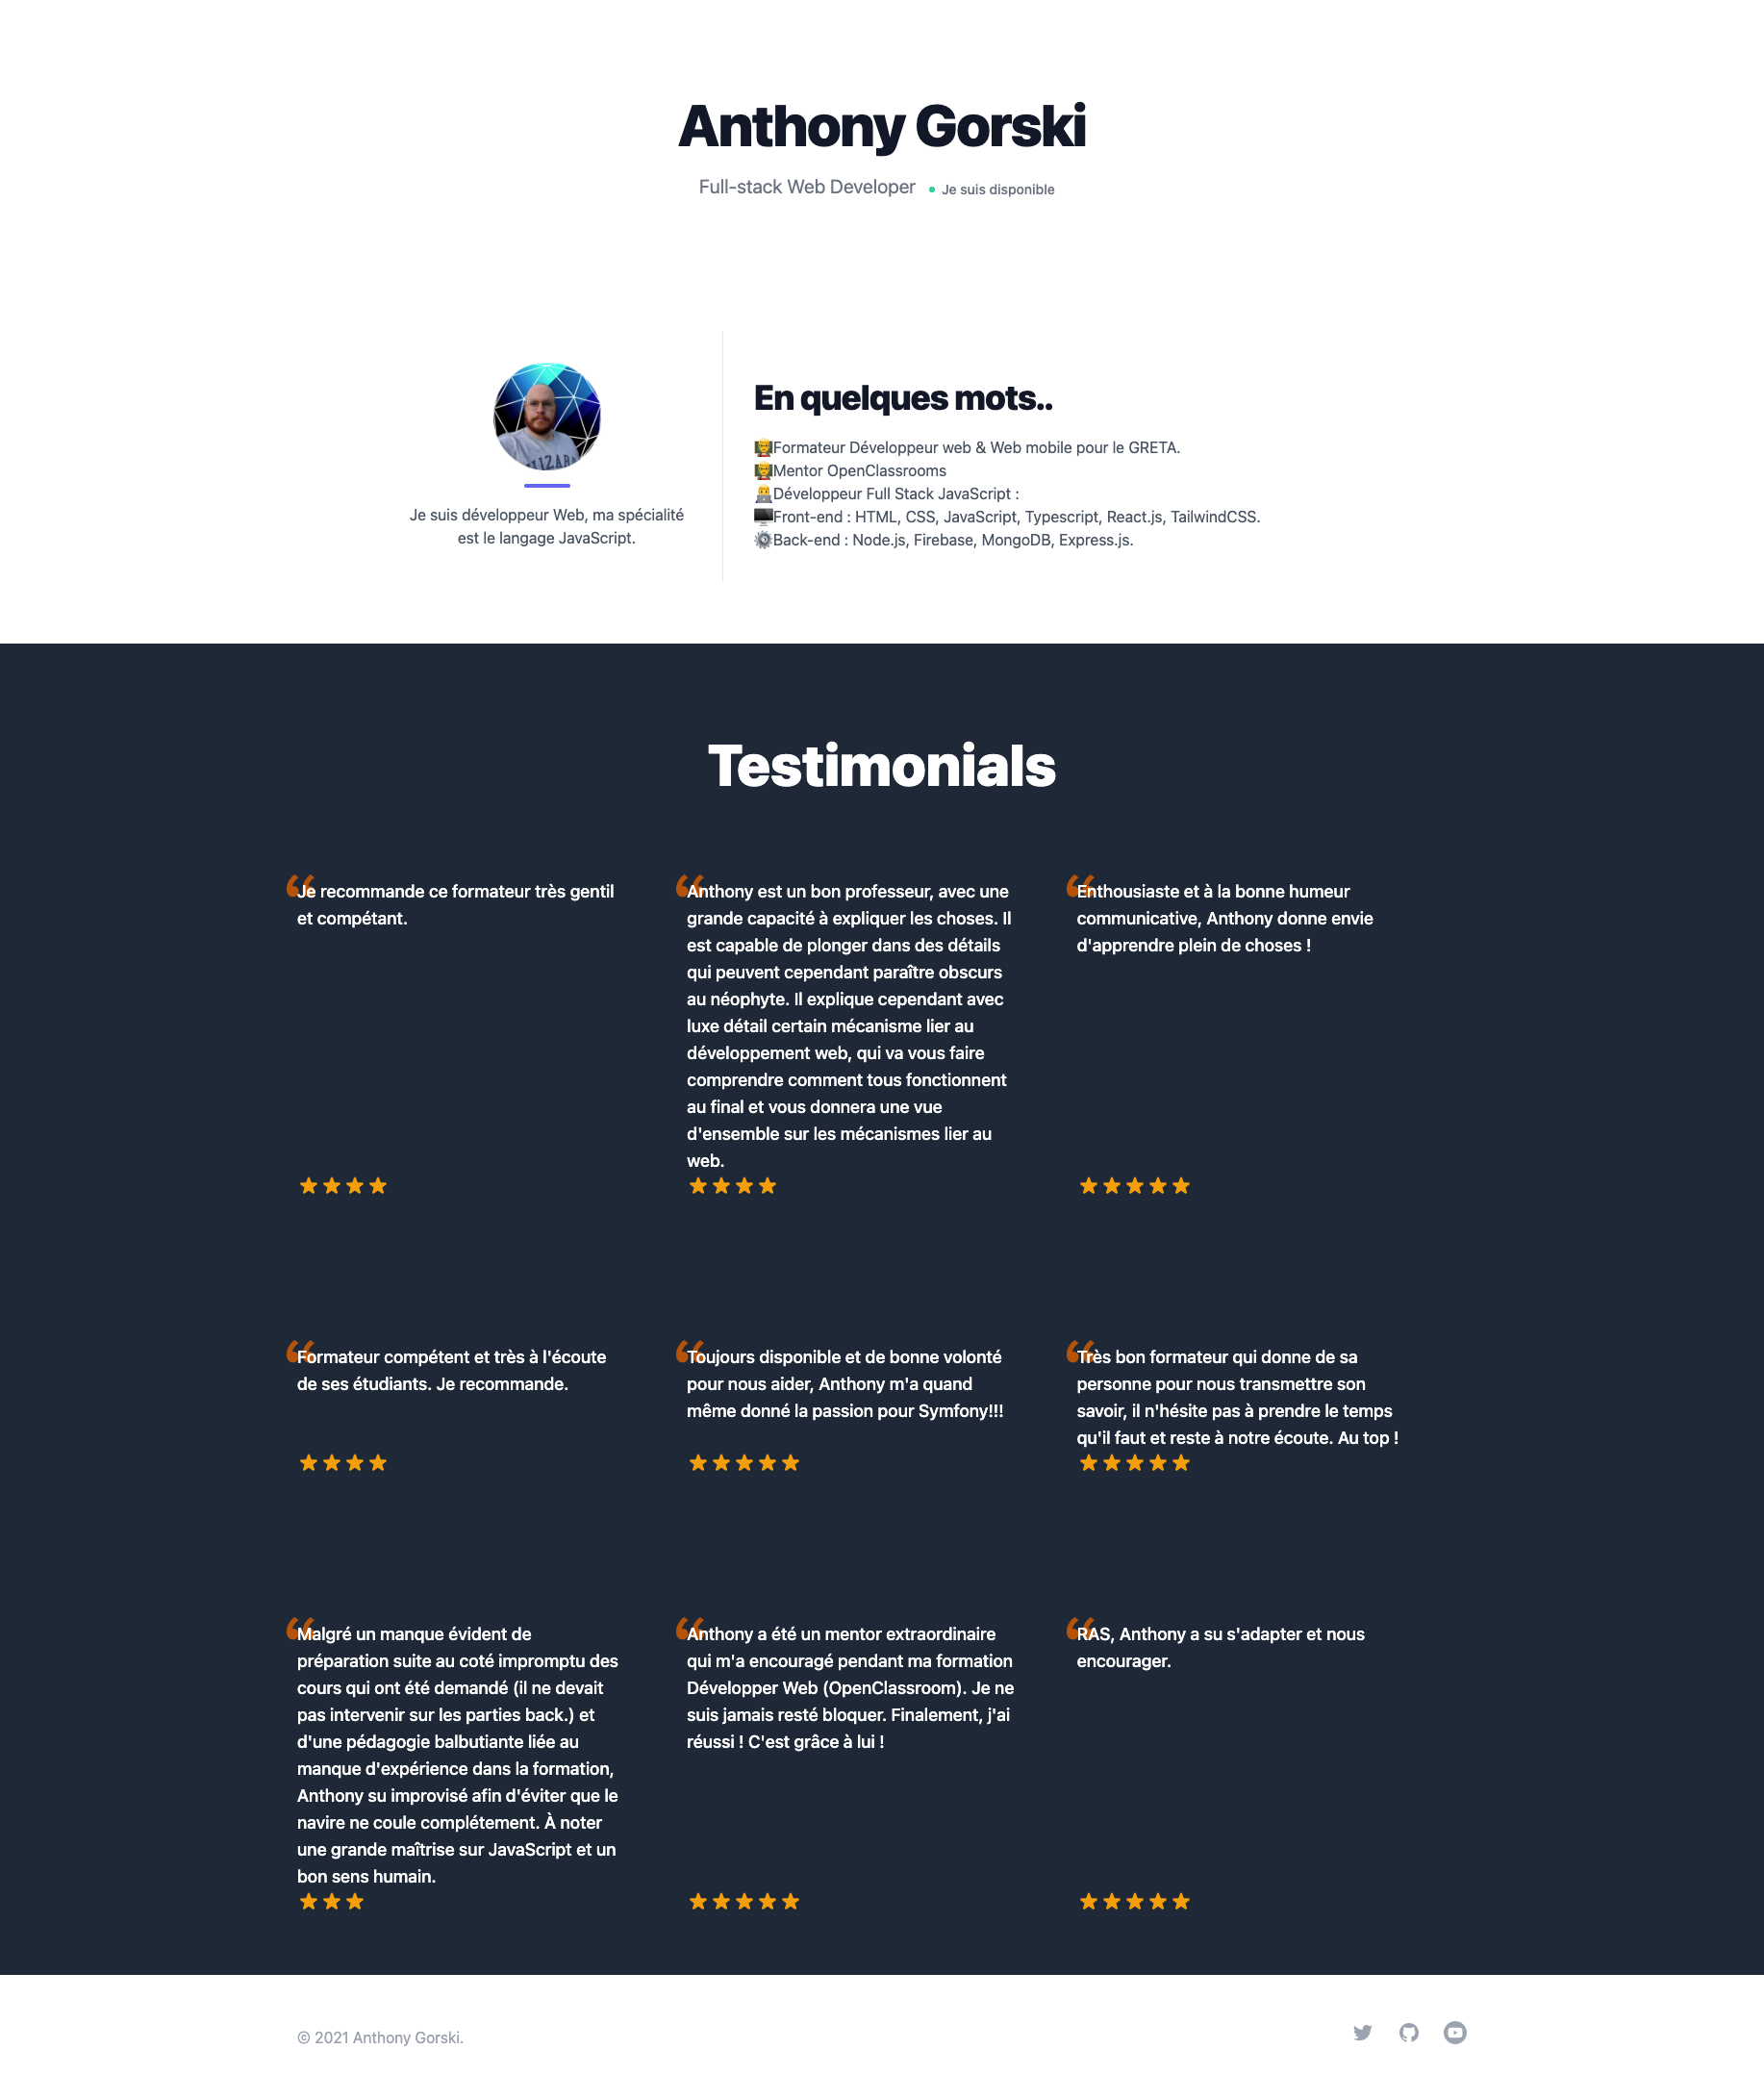 Anthony Gorski
Full-stack Web Developer Je suis disponible
Je suis développeur Web, ma spécialité
est le langage JavaScript.
En quelques mots..
Formateur Développeur web & Web mobile pour le GRETA.
Mentor OpenClassrooms
Développeur Full Stack JavaScript :
Front-end : HTML, CSS, JavaScript, Typescript, React.js, TailwindCSS.
Back-end : Node.js, Firebase, MongoDB, Express.js.
Testimonials
Je recommande ce formateur très gentil
et compétant.
Anthony est un bon professeur, avec une
grande capacité à expliquer les choses. Il
est capable de plonger dans des détails
qui peuvent cependant paraître obscurs
au néophyte. Il explique cependant avec
luxe détail certain mécanisme lier au
développement web, qui va vous faire
comprendre comment tous fonctionnent
au final et vous donnera une vue
d'ensemble sur les mécanismes lier au
web.
Enthousiaste et à la bonne humeur
communicative, Anthony donne envie
d'apprendre plein de choses !
Formateur compétent et très à l'écoute
de ses étudiants. Je recommande.
Toujours disponible et de bonne volonté
pour nous aider, Anthony m'a quand
même donné la passion pour Symfony!!!
Très bon formateur qui donne de sa
personne pour nous transmettre son
savoir, il n'hésite pas à prendre le temps
qu'il faut et reste à notre écoute. Au top !
Malgré un manque évident de
préparation suite au coté impromptu des
cours qui ont été demandé (il ne devait
pas intervenir sur les parties back.) et
d'une pédagogie balbutiante liée au
manque d'expérience dans la formation,
Anthony su improvisé afin d'éviter que le
navire ne coule complétement. À noter
une grande maîtrise sur JavaScript et un
bon sens humain.
Anthony a été un mentor extraordinaire
qui m'a encouragé pendant ma formation
Développer Web (OpenClassroom). Je ne
suis jamais resté bloquer. Finalement, j'ai
réussi ! C'est grâce à lui !
RAS, Anthony a su s'adapter et nous
encourager.
© 2021 Anthony Gorski.